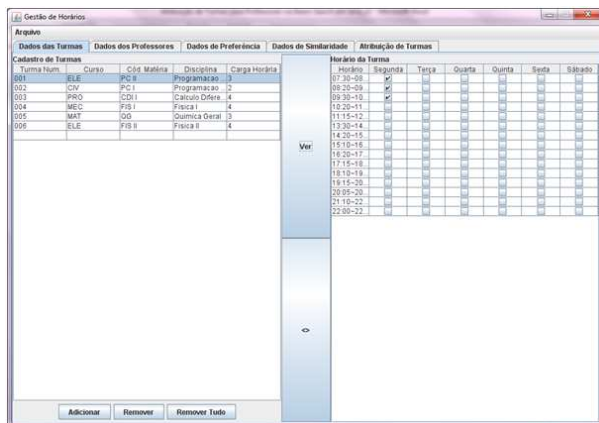 Gestão de Horários
Arquivo
Dados das Turmas Dados dos Professores Dados de Preferência Dados de Similaridade Atribuição de Turmas
Cadastro de Turmas
Turma Num. Curso Cód. Matéria Disciplina Carga Horária
001 ELE PC II Programacao ... 3
002 CIV PC I Programacao ... 2
003 PRO CDI I Calculo Difere... 4
004 MEC FIS I Fisica I 4
005 MAT QG Quimica Geral 3
006 ELE FIS II Fisica II 4
Ver
<>
Horário da Turma
Horário Segunda Terça Quarta Quinta Sexta Sábado
07:30~08...
08:20~09...
09:30~10...
10:20~11...
11:15~12...
13:30~14...
14:20~15...
15:10~16...
16:20~17...
17:15~18...
18:10~19...
19:15~20...
20:05~20...
21:10~22...
22:00~22...
Adicionar Remover Remover Tudo